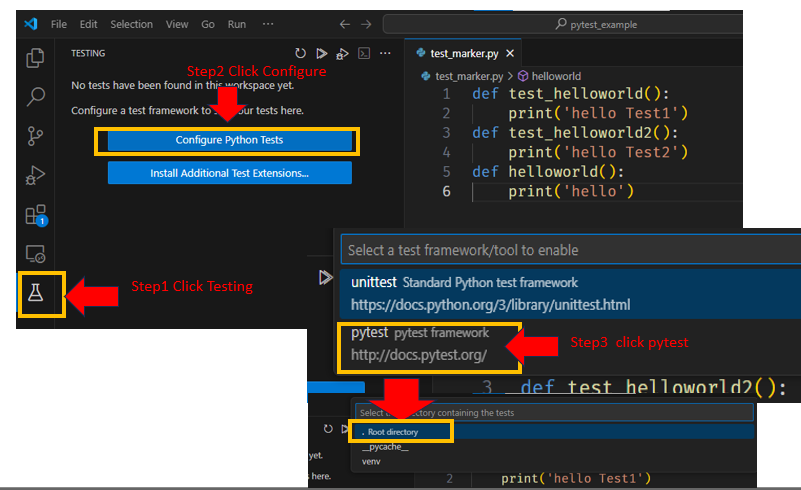 File Edit Selection View Go Run ··· pytest_example
TESTING
test_marker.py
Step2 Click Configure
No tests have been found in this workspace yet.
Configure a test framework to s your tests here.
Configure Python Tests
Install Additional Test Extensions...
test_marker.py > helloworld
1 def test_helloworld():
2 print('hello Test1')
3 def test_helloworld2():
4 print('hello Test2')
5 def helloworld():
6 print('hello')
1
Step1 Click Testing
Select a test framework/tool to enable
unittest Standard Python test framework
https://docs.python.org/3/library/unittest.html
pytest pytest framework
http://docs.pytest.org/
Step3 click pytest
3 def test_helloworld2():
Select t ectory containing the tests
. Root directory
__pycache__
venv
yet.
s here.
2 print('hello Test1')